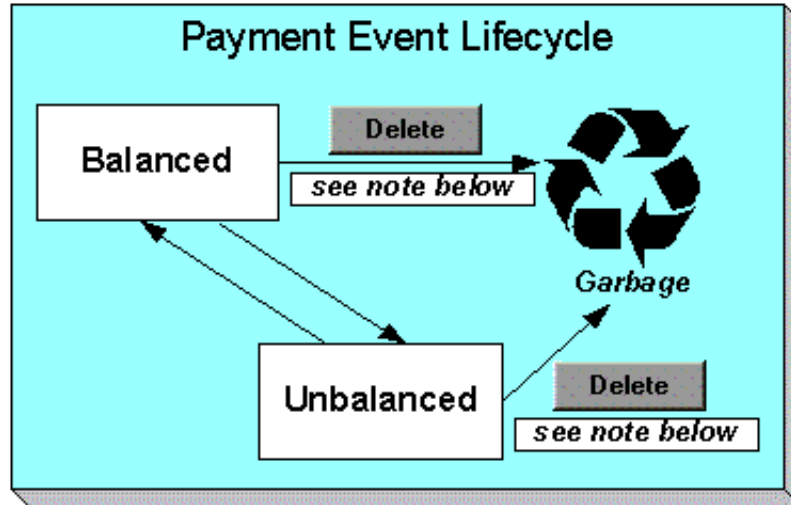 Payment Event Lifecycle
Delete
Balanced
see note below
Garbage
Unbalanced
Delete
see note below